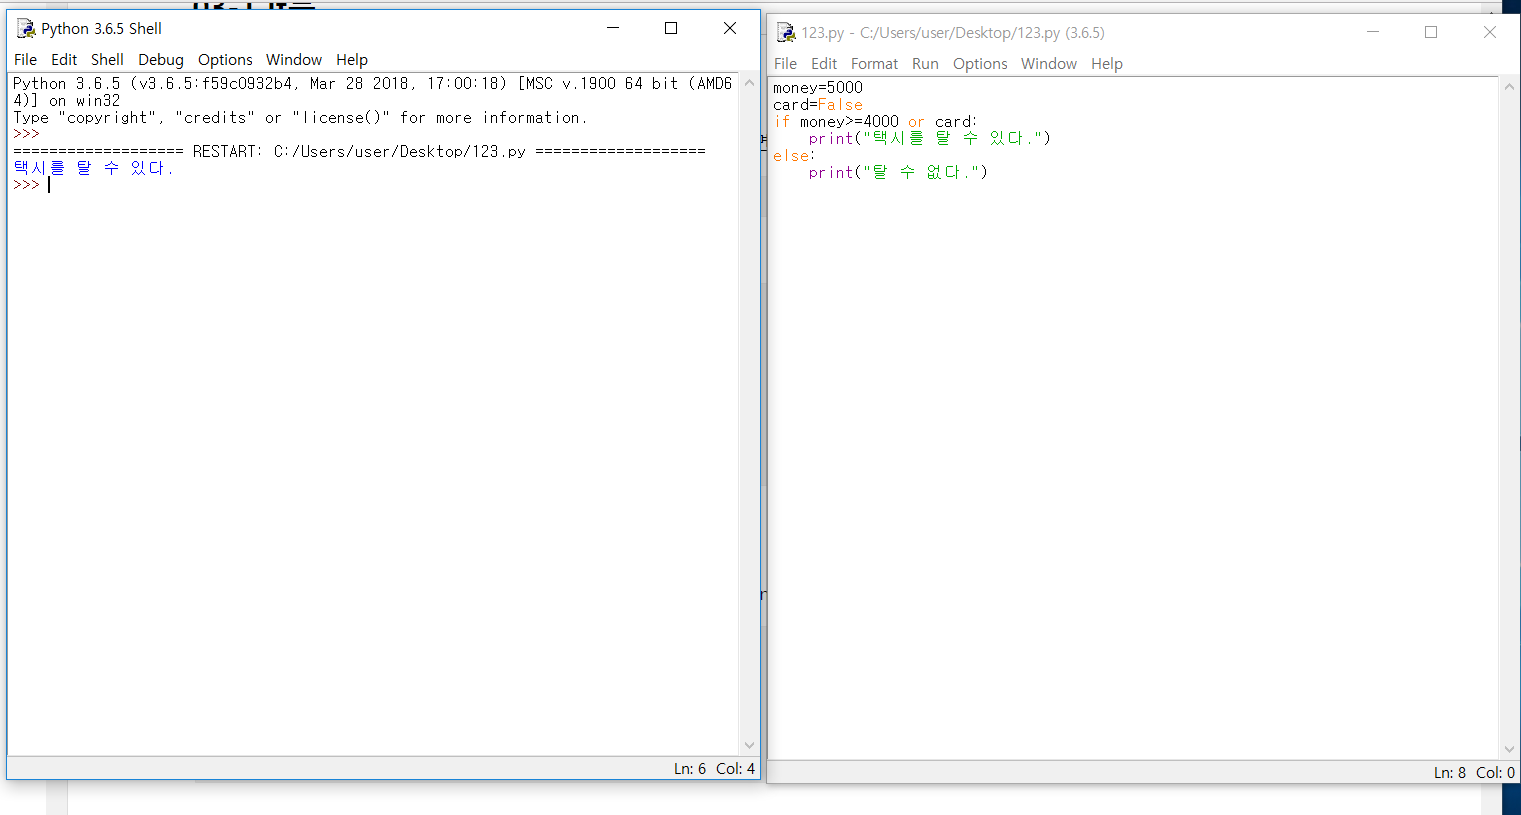 Python 3.6.5 Shell
File Edit Shell Debug Options Window Help
Python 3.6.5 (v3.6.5:f59c0932b4, Mar 28 2018, 17:00:18) [MSC v.1900 64 bit (AMD6
4)] on win32
Type "copyright", "credits" or "license()" for more information.
>>>
=================== RESTART: C:/Users/user/Desktop/123.py ===================
택시를 탈 수 있다.
>>>
Ln: 6 Col: 4
123.py - C:/Users/user/Desktop/123.py (3.6.5)
File Edit Format Run Options Window Help
money=5000
card=False
if money>=4000 or card:
    print("택시를 탈 수 있다.")
else:
    print("탈 수 없다.")
Ln: 8 Col: 0